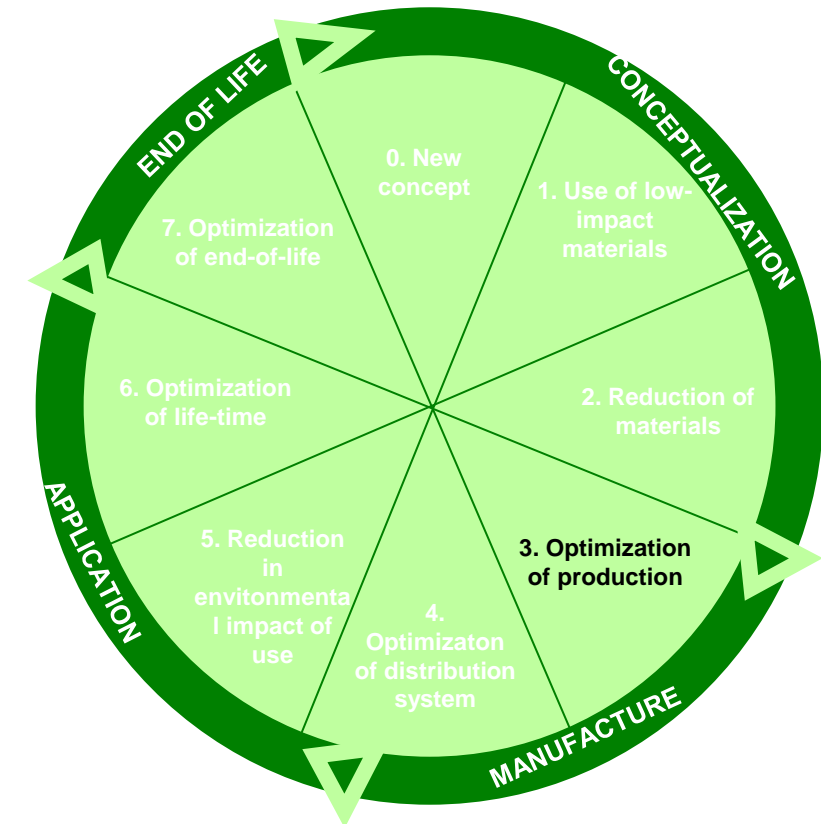 CONCEPTUALIZATION
END OF LIFE
0. New
concept
1. Use of low-
impact
materials
7. Optimization
of end-of-life
6. Optimization
of life-time
2. Reduction of
materials
APPLICATION
5. Reduction
in
envitonmenta
l impact of
use
3. Optimization
of production
4.
Optimizaton
of distribution
system
MANUFACTURE